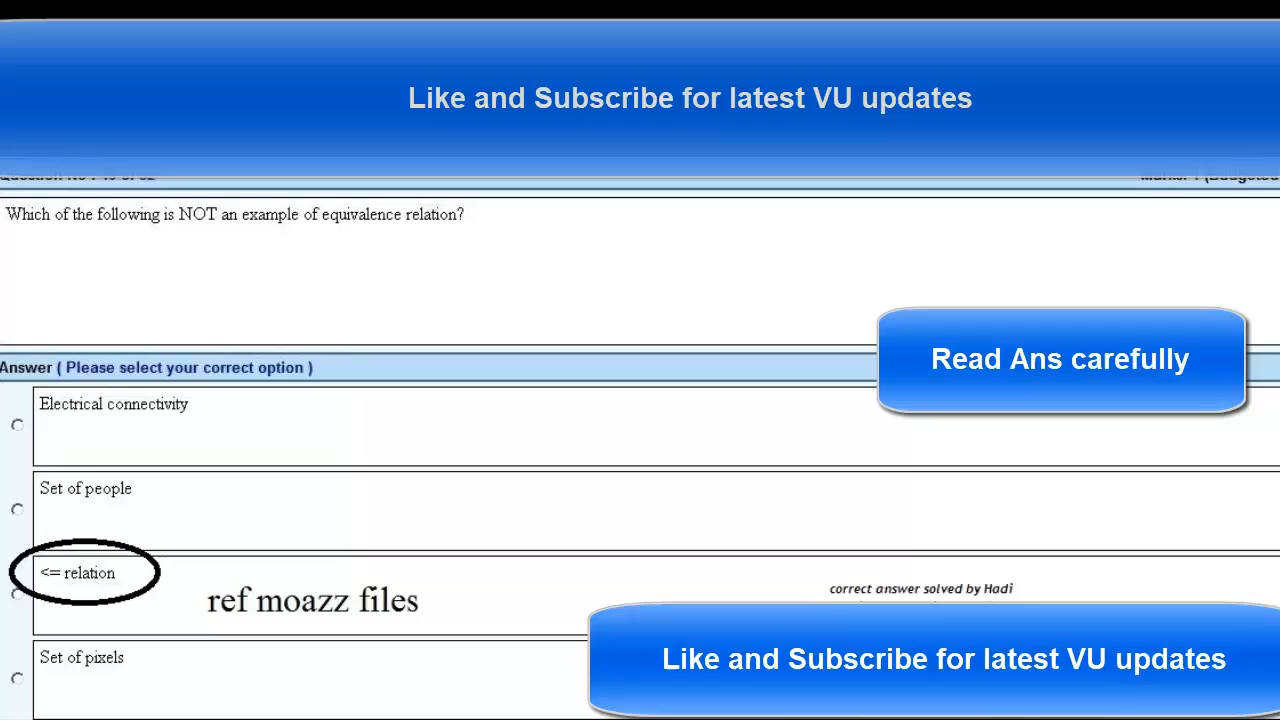 Like and Subscribe for latest VU updates
Which of the following is NOT an example of equivalence relation?
Read Ans carefully
Answer ( Please select your correct option )
Electrical connectivity
Set of people
<= relation
ref moazz files
correct answer solved by Hadi
Like and Subscribe for latest VU updates
Set of pixels